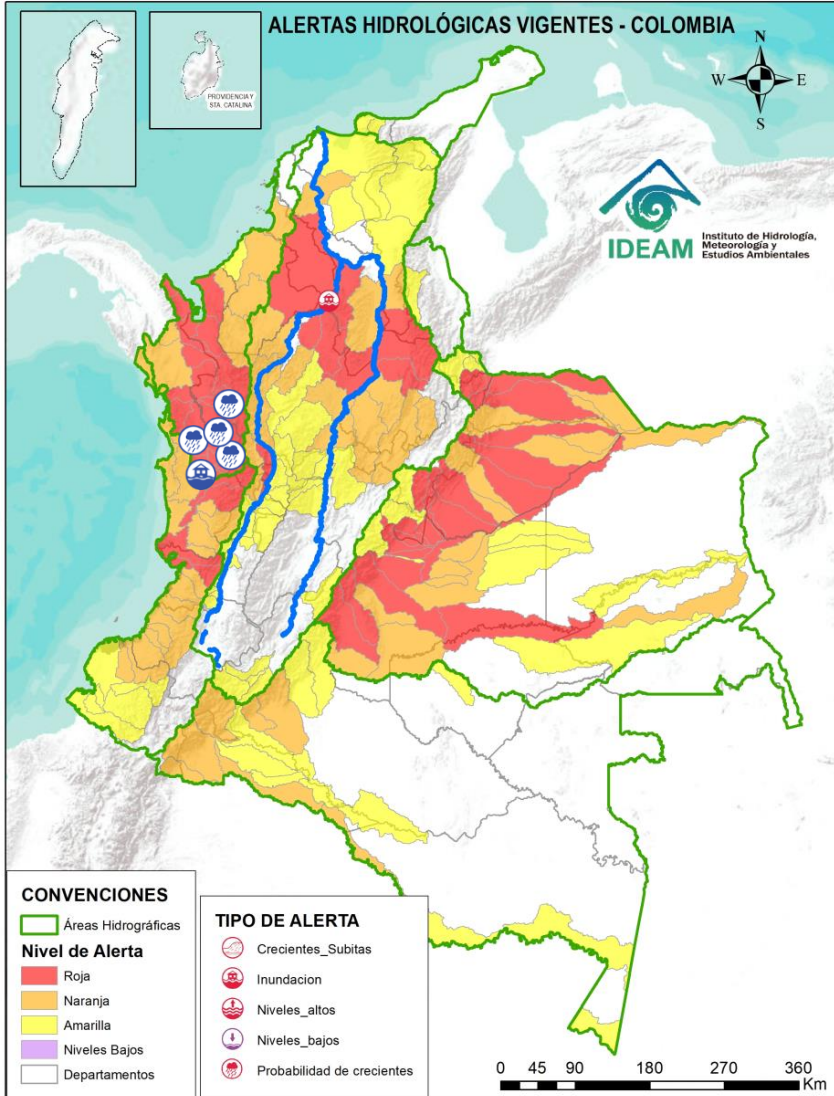 ALERTAS HIDROLÓGICAS VIGENTES - COLOMBIA
PROVIDENCIA Y
STA. CATALINA
N
W
E
S
IDEAM
Instituto de Hidrología,
Meteorología y
Estudios Ambientales
CONVENCIONES
Áreas Hidrográficas
Nivel de Alerta
Roja
Naranja
Amarilla
Niveles Bajos
Departamentos
TIPO DE ALERTA
Crecientes_Subitas
Inundacion
Niveles_altos
Niveles_bajos
Probabilidad de crecientes
0 45 90 180 270 360
Km